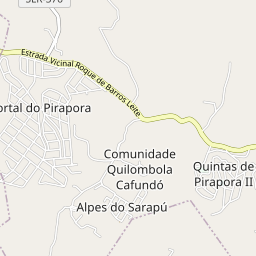 Estrada Vicinal Roque de Barros Leite
ortal do Pirapora
Comunidade
Quilombola
Cafundó
Quintas de
Pirapora II
Alpes do Sarapú